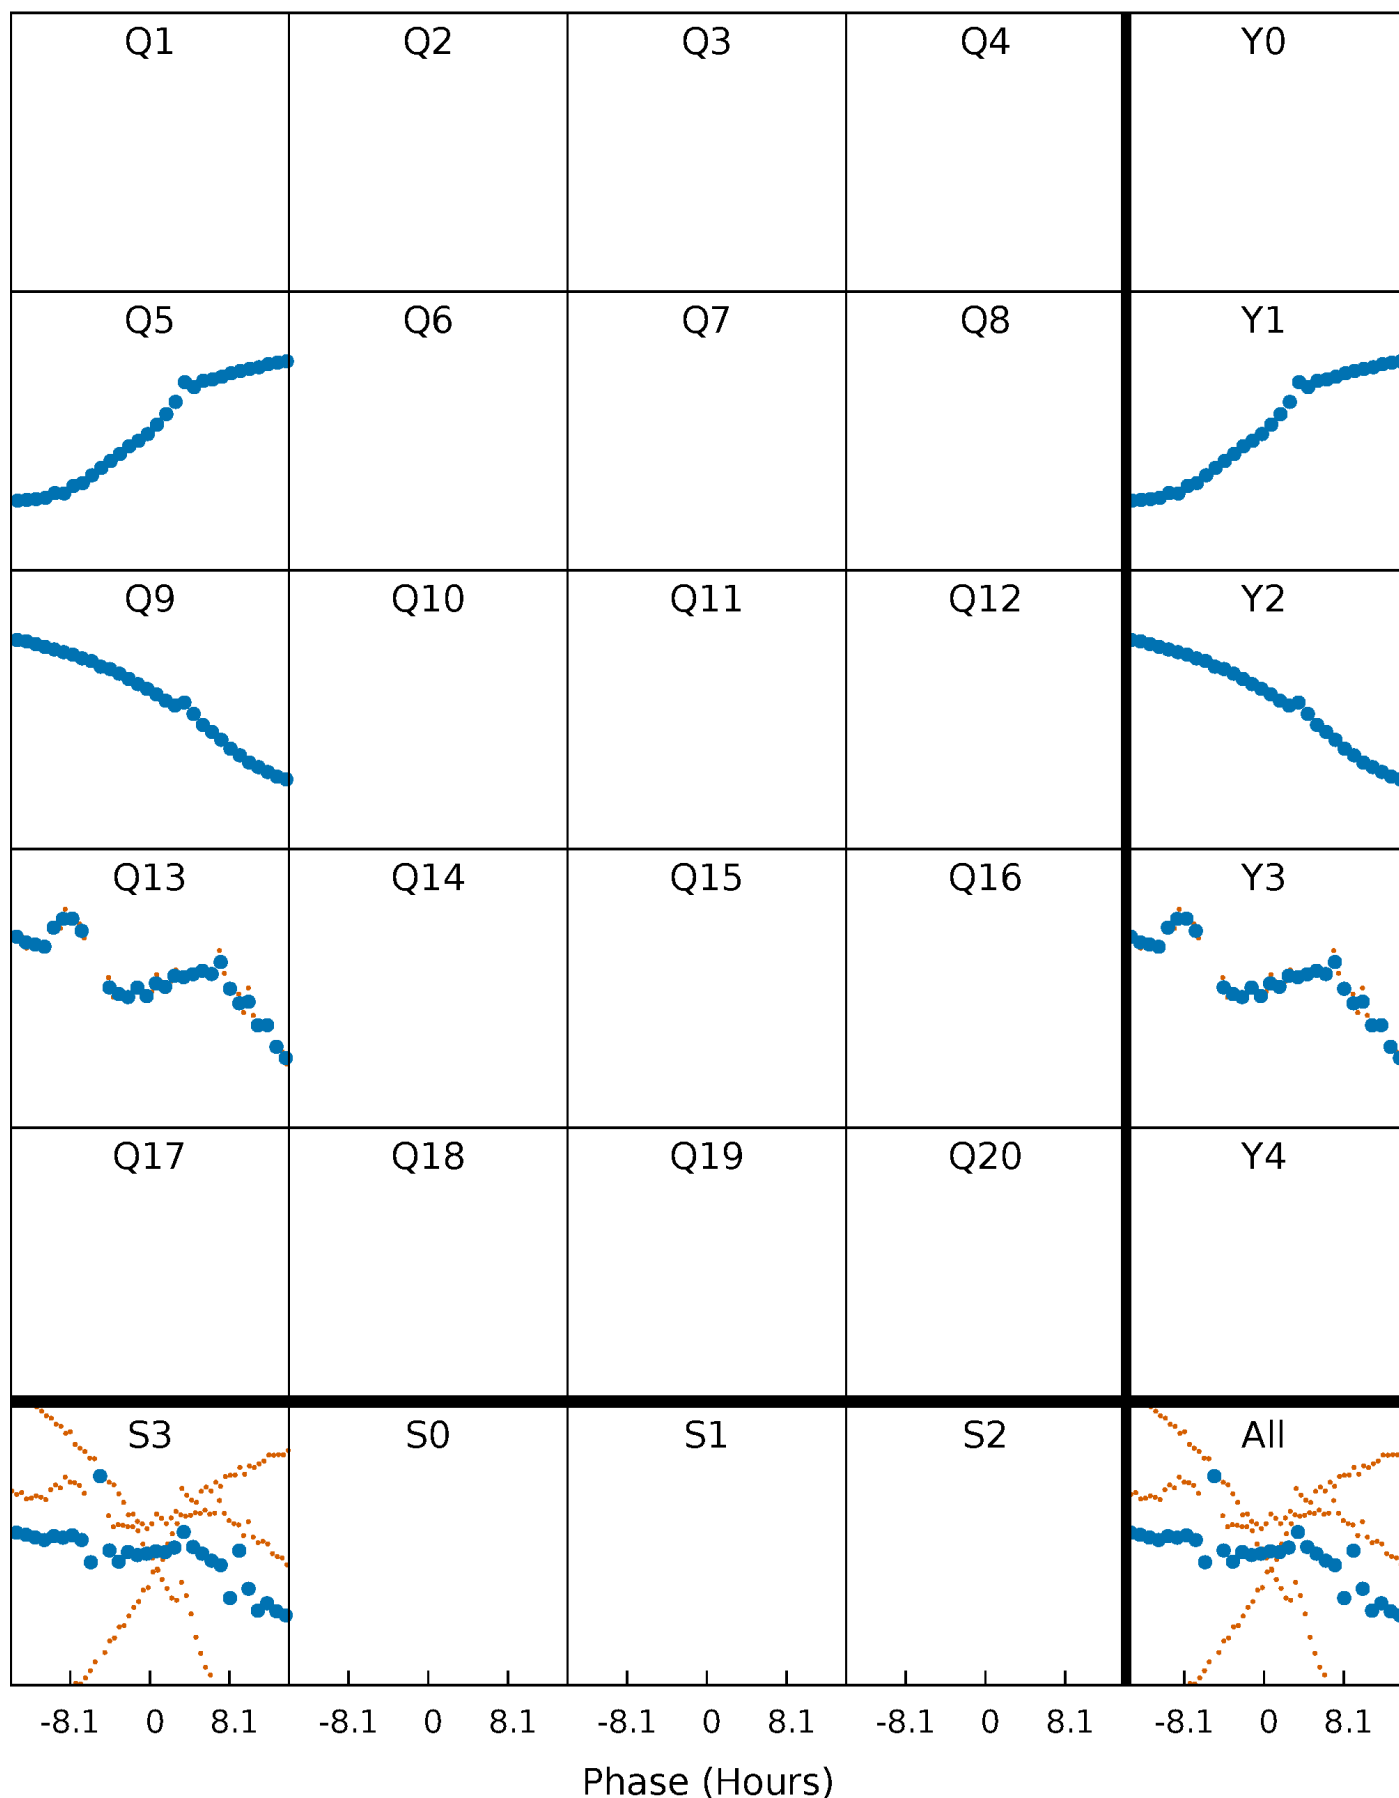 Q1 Q2 Q3 Q4 Y0
Q5 Q6 Q7 Q8 Y1
Q9 Q10 Q11 Q12 Y2
Q13 Q14 Q15 Q16 Y3
Q17 Q18 Q19 Q20 Y4
S3 S0 S1 S2 All
-8.1 0 8.1 -8.1 0 8.1 -8.1 0 8.1 -8.1 0 8.1 -8.1 0 8.1
Phase (Hours)